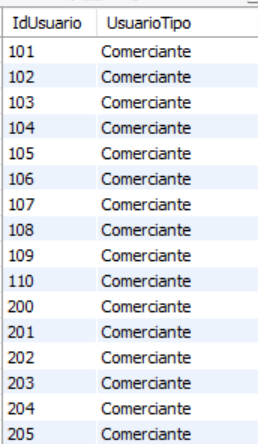 IdUsuario UsuarioTipo
101 Comerciante
102 Comerciante
103 Comerciante
104 Comerciante
105 Comerciante
106 Comerciante
107 Comerciante
108 Comerciante
109 Comerciante
110 Comerciante
200 Comerciante
201 Comerciante
202 Comerciante
203 Comerciante
204 Comerciante
205 Comerciante